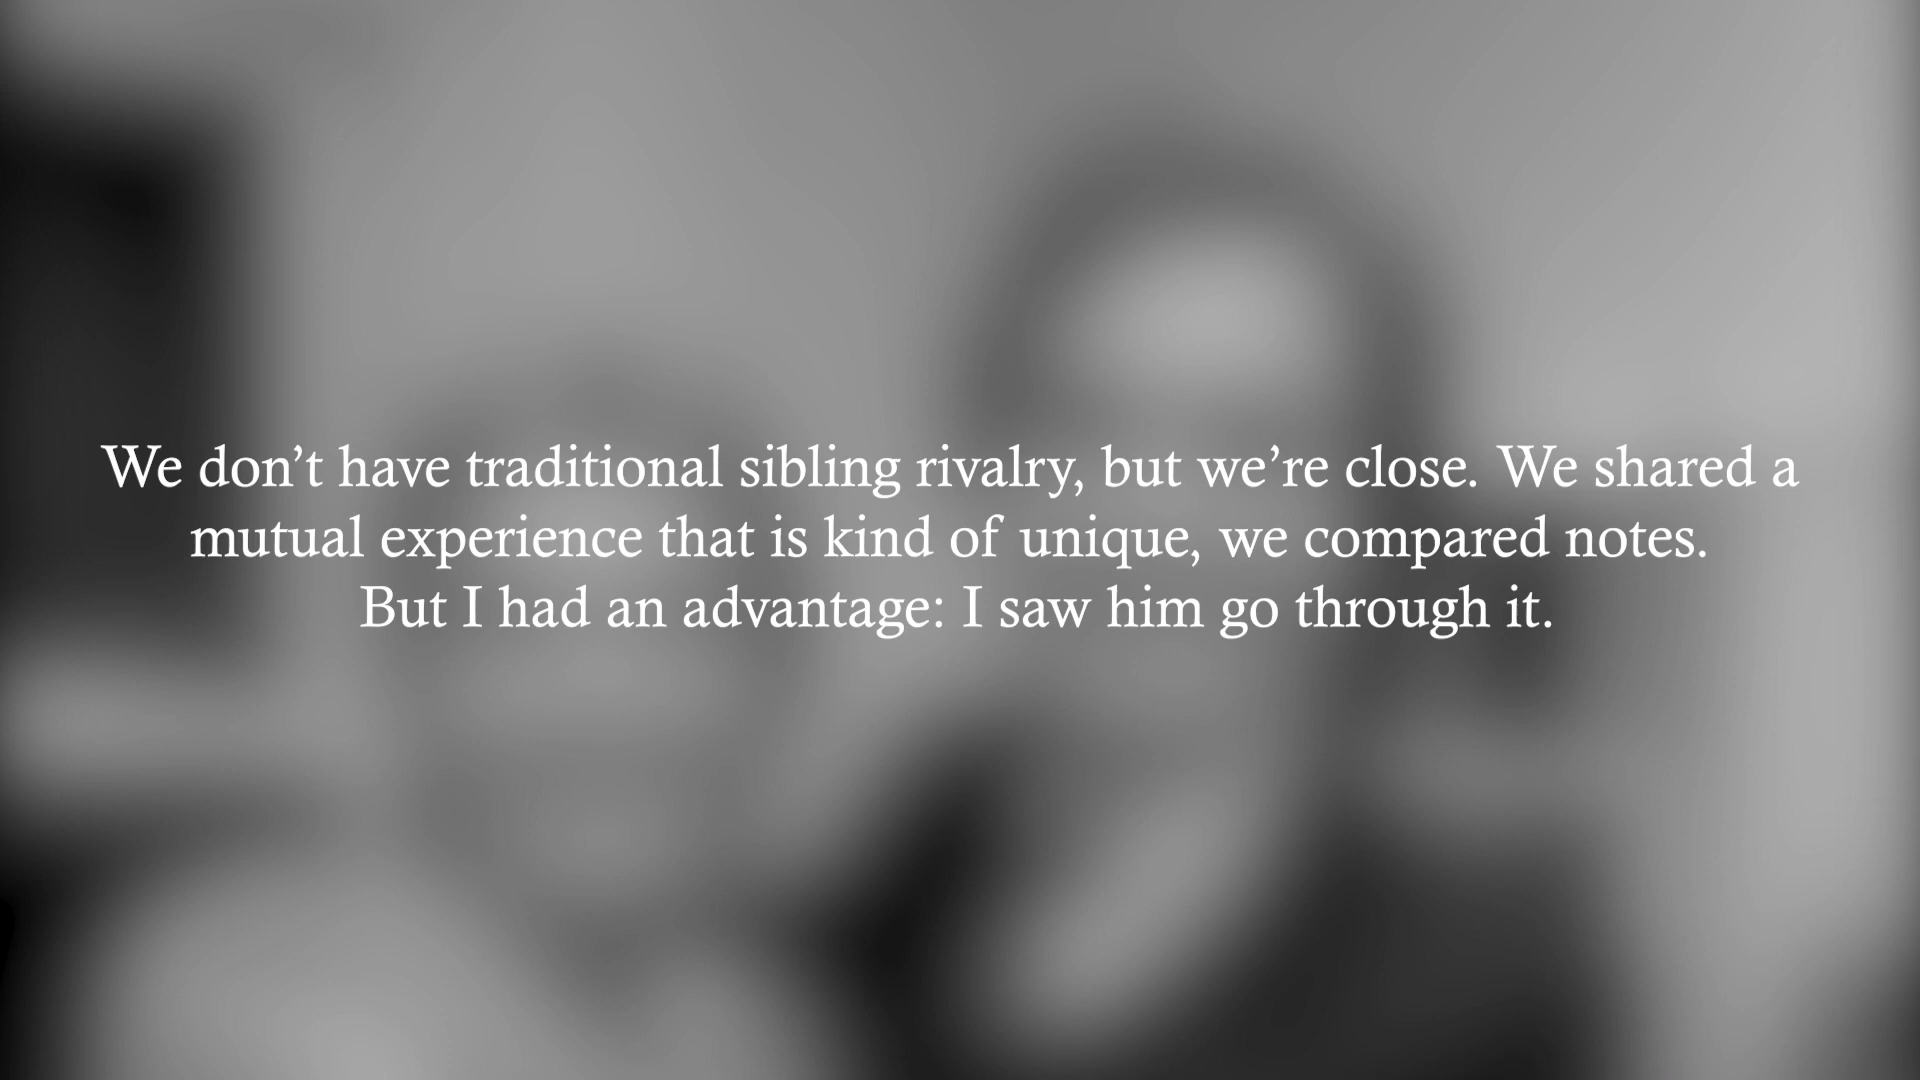 We don’t have traditional sibling rivalry, but we’re close. We shared a
mutual experience that is kind of unique, we compared notes.
But I had an advantage: I saw him go through it.